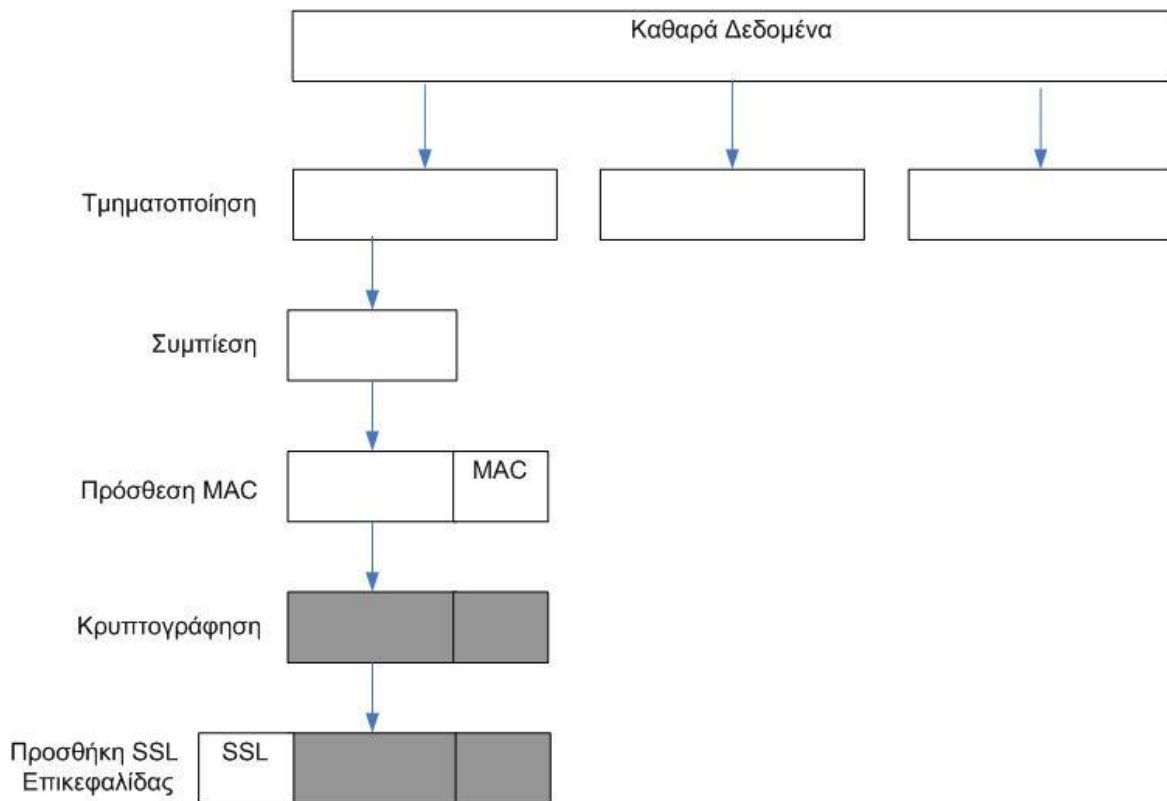 Καθαρά Δεδομένα
Τμηματοποίηση
Συμπίεση
Πρόσθεση MAC
MAC
Κρυπτογράφηση
Προσθήκη SSL
Επικεφαλίδας
SSL